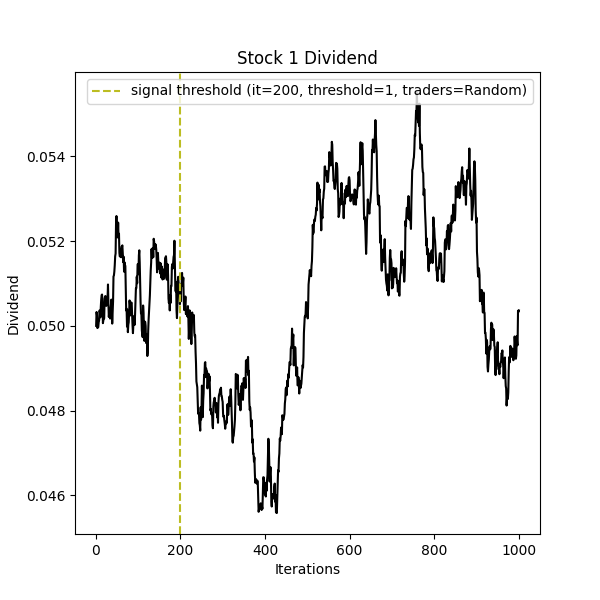 Stock 1 Dividend
signal threshold (it=200, threshold=1, traders=Random)
0.054
0.052
0.050
0.048
0.046
Dividend
0 200 400 600 800 1000
Iterations